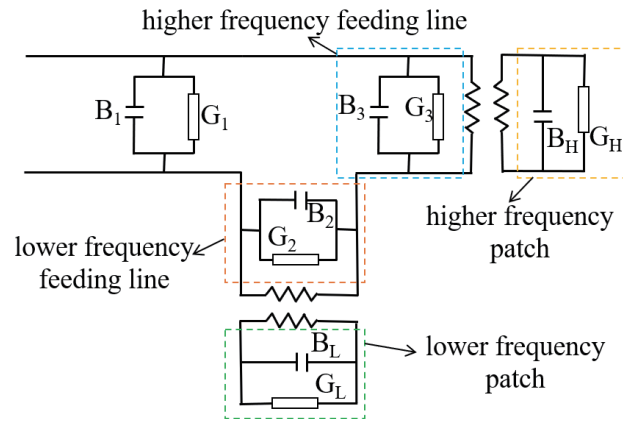 higher frequency feeding line
B1
G1
B3
G3
BH
GH
higher frequency
patch
B2
G2
lower frequency
feeding line
BL
GL
lower frequency
patch